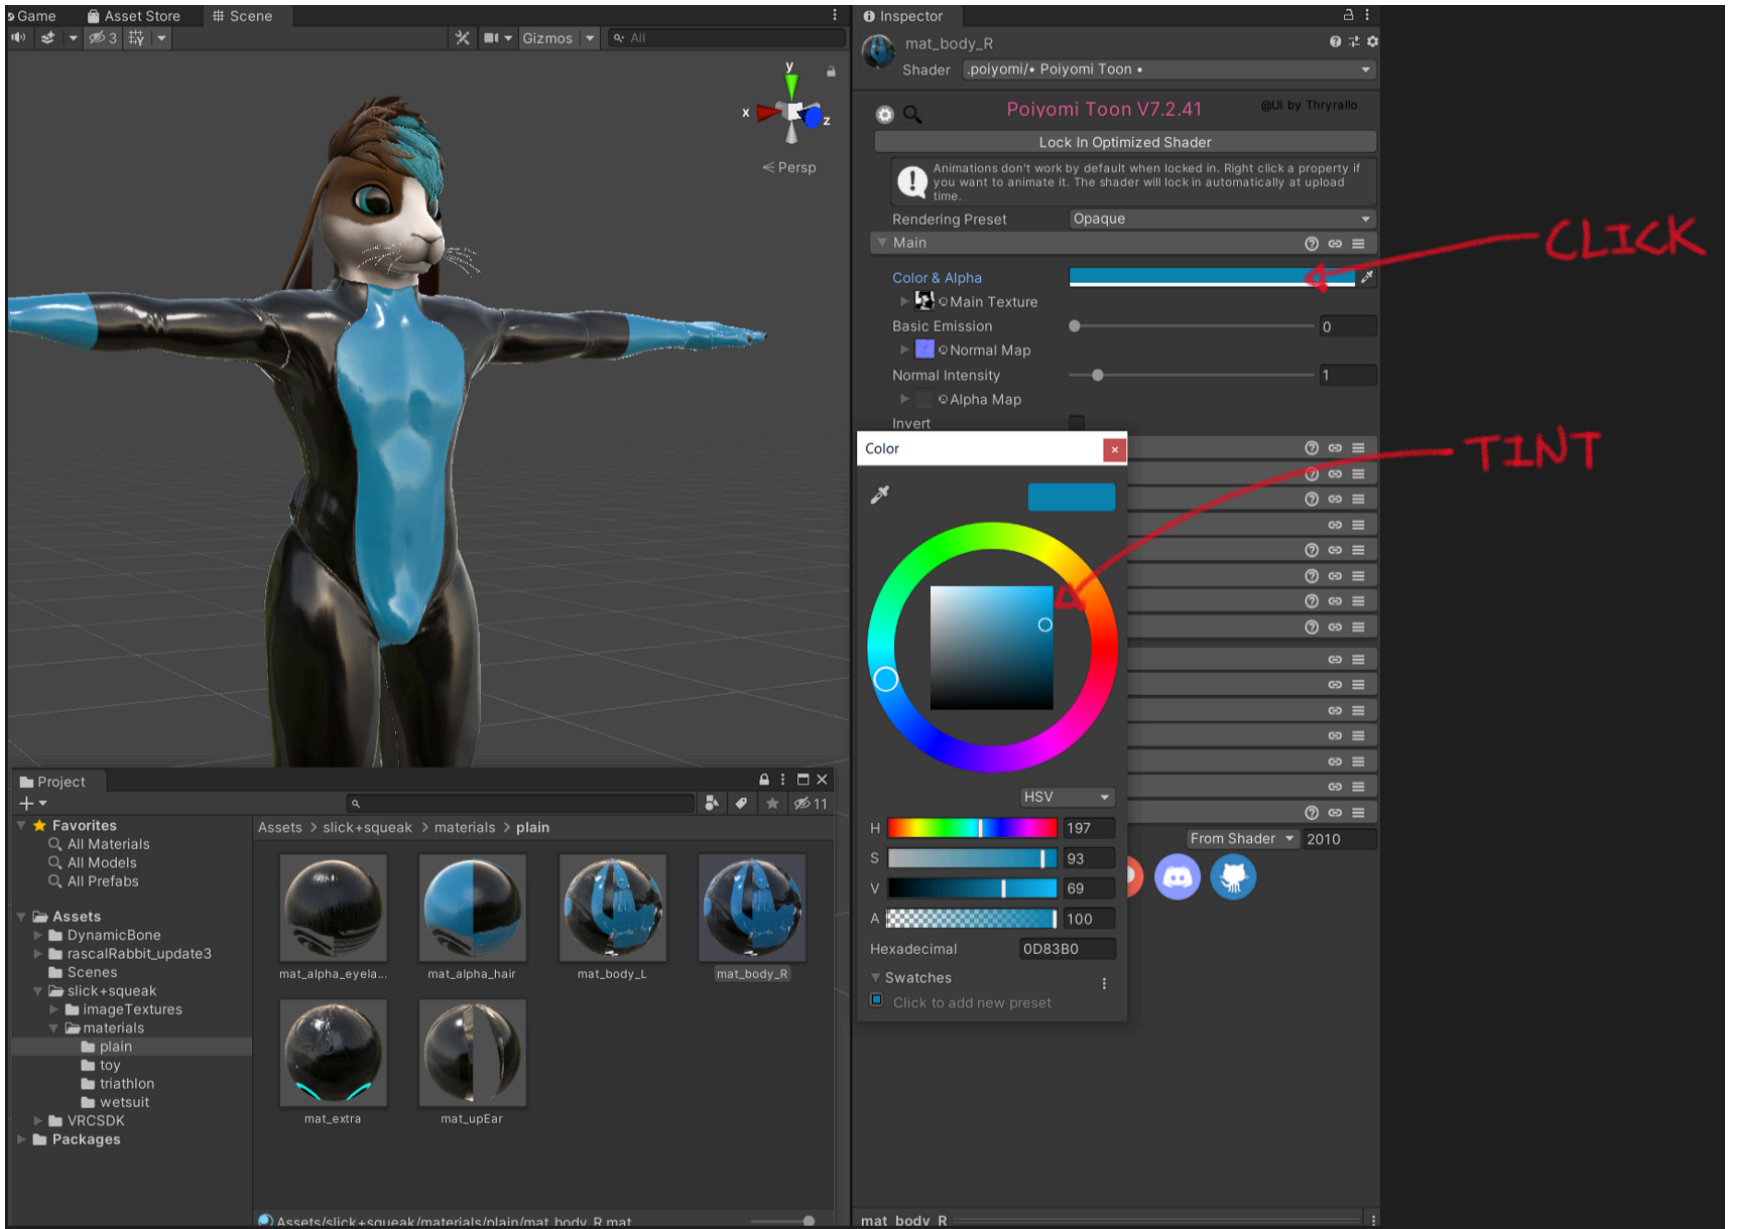 Game
Asset Store
Scene
3
Gizmos
All
y
x
z
Persp
Inspector
mat_body_R
Shader
.poiyomi/• Poiyomi Toon •
Poiyomi Toon V7.2.41
@UI by Thryrallo
Lock In Optimized Shader
Animations don't work by default when locked in. Right click a property if
you want to animate it. The shader will lock in automatically at upload
time.
Rendering Preset
Opaque
Main
CLICK
Color & Alpha
Main Texture
Basic Emission
0
Normal Map
Normal Intensity
1
Alpha Map
Invert
Color
TINT
HSV
H
197
S
93
V
69
A
100
Hexadecimal
0D83B0
Swatches
Click to add new preset
From Shader
2010
Project
11
Favorites
All Materials
All Models
All Prefabs
Assets
DynamicBone
rascalRabbit_update3
Scenes
slick+squeak
imageTextures
materials
plain
toy
triathlon
wetsuit
VRCSDK
Packages
Assets > slick+squeak > materials > plain
mat_alpha_eyela...
mat_alpha_hair
mat_body_L
mat_body_R
mat_extra
mat_upEar
Assets/slick+squeak/materials/plain/mat_body_R.mat
mat_body_R